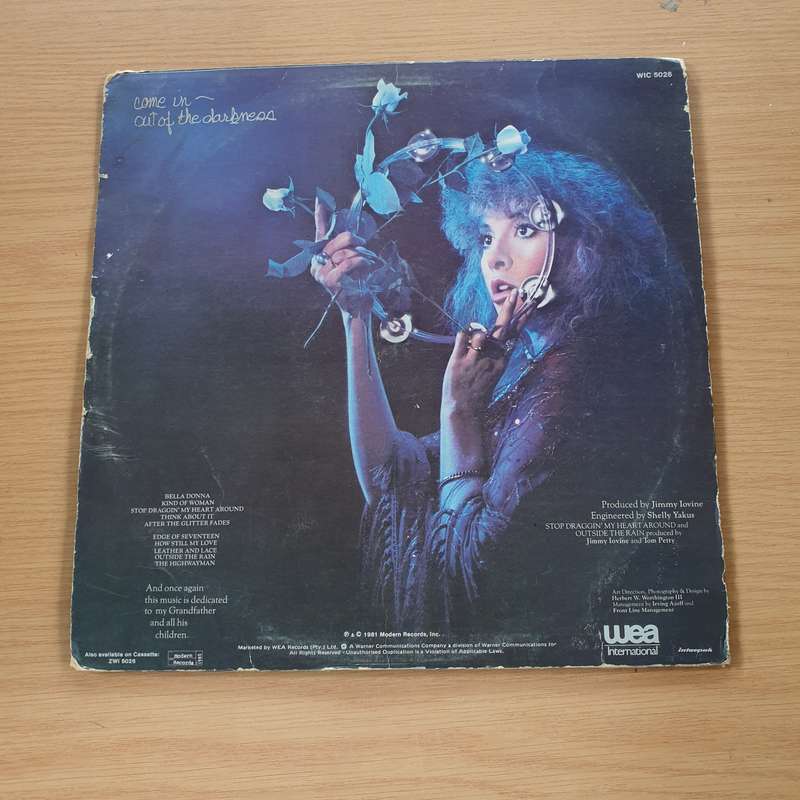 WIC 5026
come in ~
out of the darkness
BELLA DONNA
KIND OF WOMAN
STOP DRAGGIN' MY HEART AROUND
THINK ABOUT IT
AFTER THE GLITTER FADES
EDGE OF SEVENTEEN
HOW STILL MY LOVE
LEATHER AND LACE
OUTSIDE THE RAIN
THE HIGHWAYMAN
And once again
this music is dedicated
to my Grandfather
and all his
children.
Produced by Jimmy Iovine
Engineered by Shelly Yakus
STOP DRAGGIN' MY HEART AROUND and
OUTSIDE THE RAIN produced by
Jimmy Iovine and Tom Petty
Art Direction, Photography & Design by
Herbert W. Worthington III
Management by Irving Azoff and
Front Line Management
℗ & © 1981 Modern Records, Inc.
Marketed by WEA Records (Pty.) Ltd. A Warner Communications Company a division of Warner Communications Inc
All Rights Reserved · Unauthorised Duplication is a Violation of Applicable Laws.
Also available on Cassette:
ZWI 5026
Modern
Records
wea
International
interpak